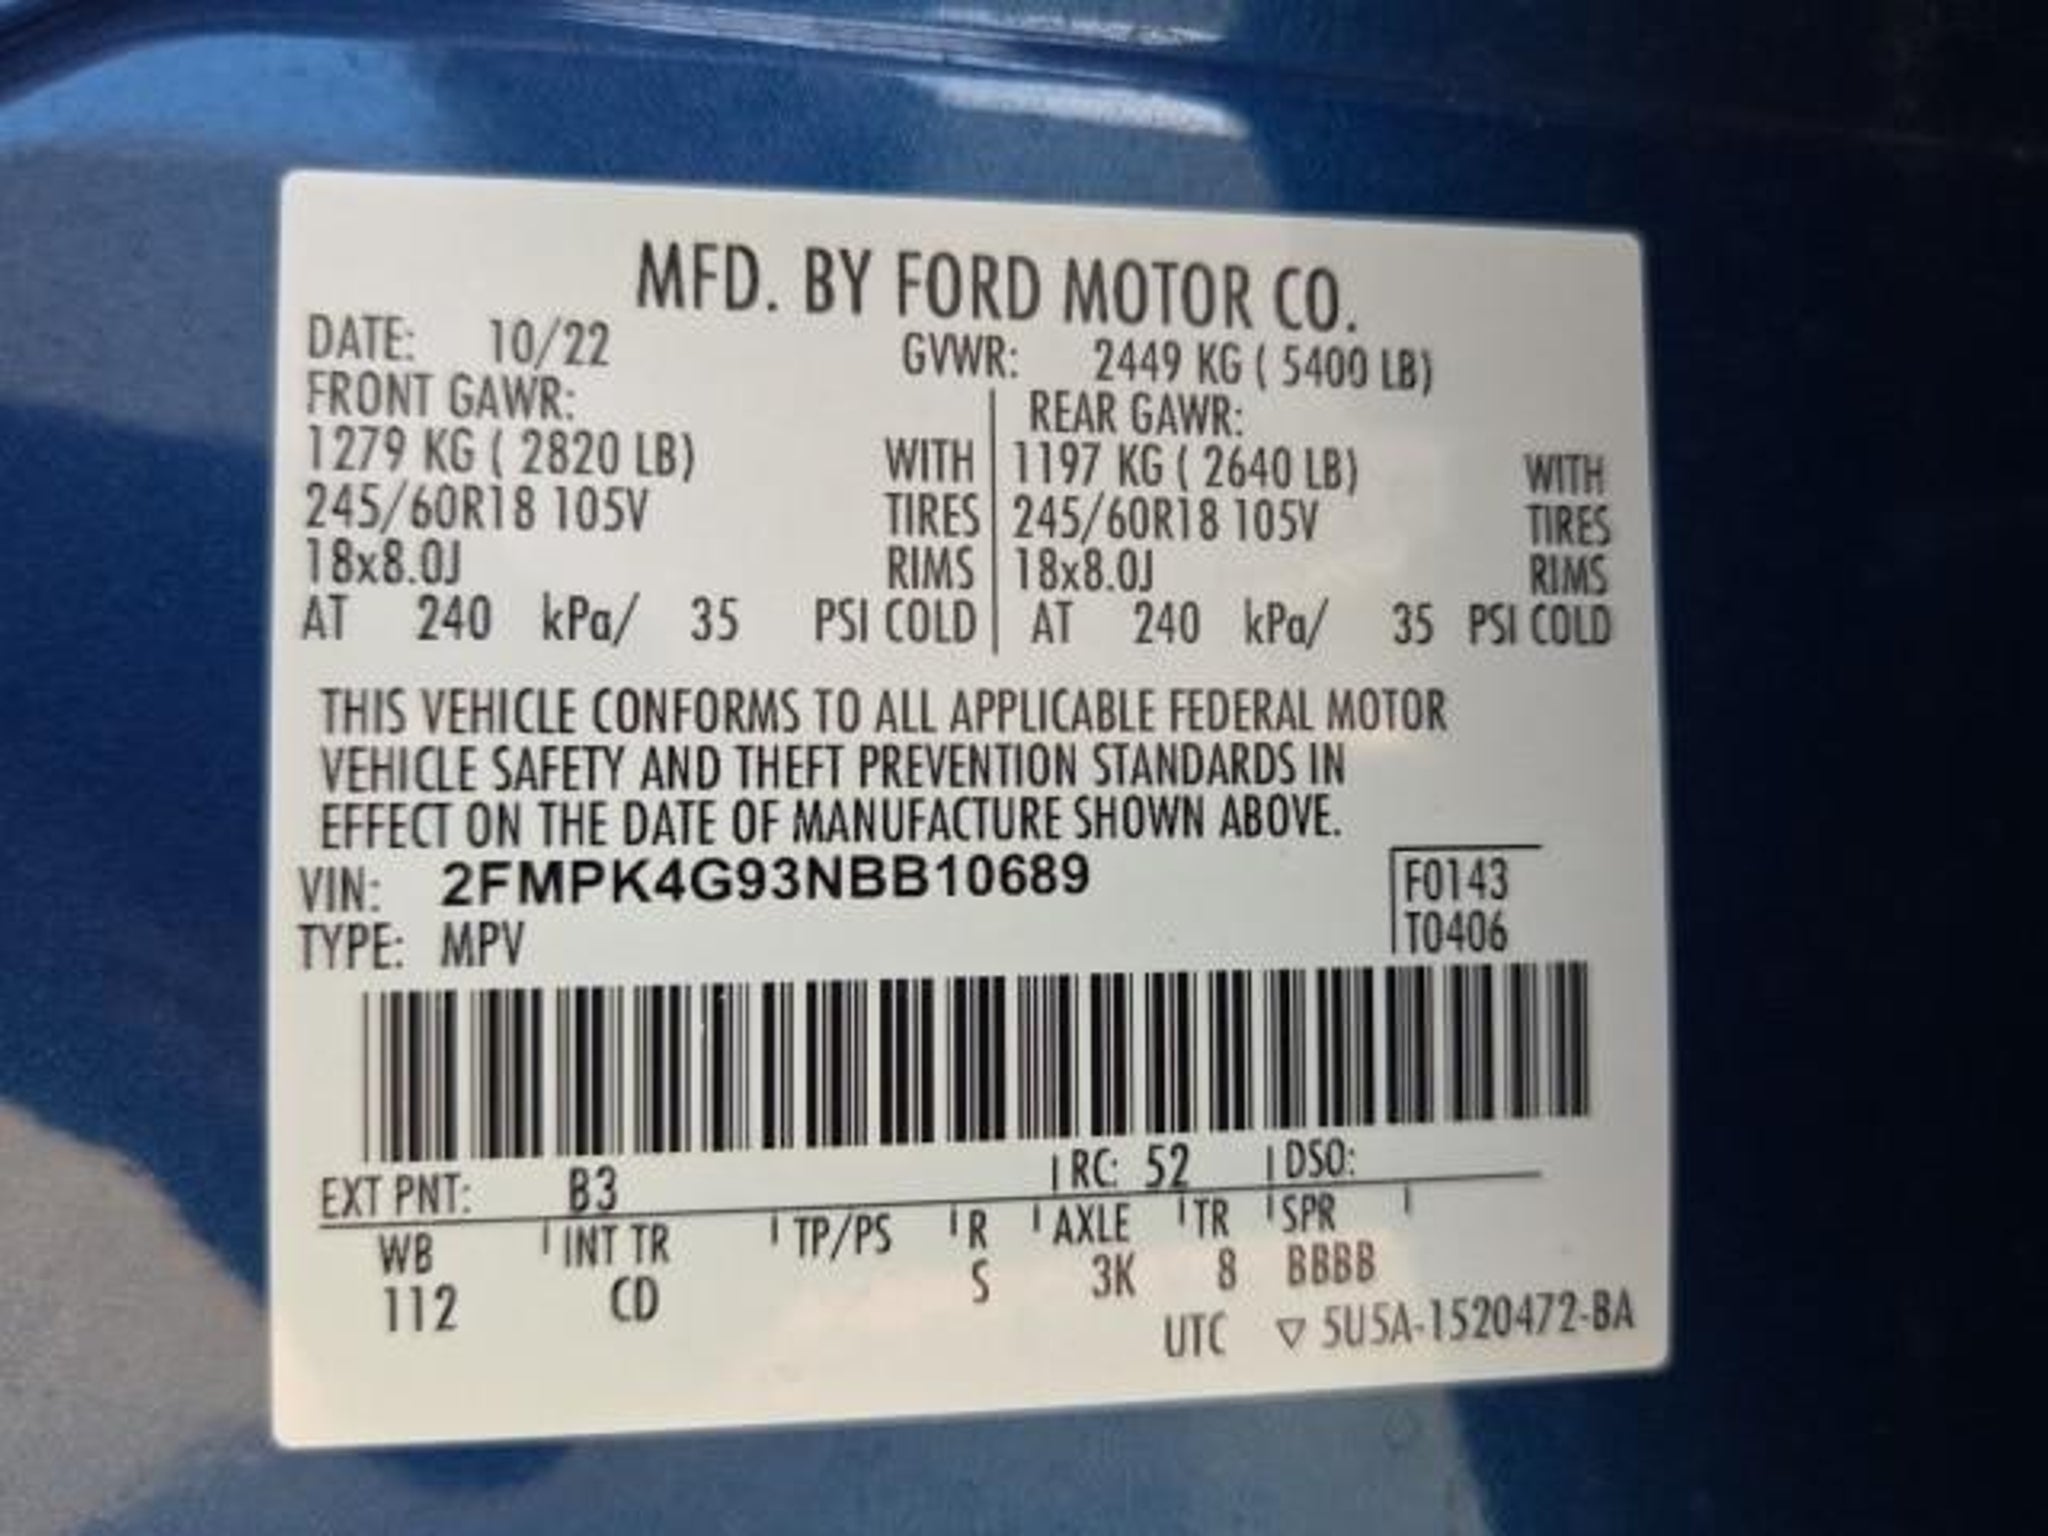 MFD. BY FORD MOTOR CO.
DATE: 10/22 GVWR: 2449 KG ( 5400 LB)
FRONT GAWR: REAR GAWR:
1279 KG ( 2820 LB) WITH 1197 KG ( 2640 LB) WITH
245/60R18 105V TIRES 245/60R18 105V TIRES
18x8.0J RIMS 18x8.0J RIMS
AT 240 kPa/ 35 PSI COLD AT 240 kPa/ 35 PSI COLD
THIS VEHICLE CONFORMS TO ALL APPLICABLE FEDERAL MOTOR
VEHICLE SAFETY AND THEFT PREVENTION STANDARDS IN
EFFECT ON THE DATE OF MANUFACTURE SHOWN ABOVE.
VIN: 2FMPK4G93NBB10689 F0143
TYPE: MPV T0406
EXT PNT: B3 RC: 52 DSO:
WB INT TR TP/PS R AXLE TR SPR
112 CD S 3K 8 BBBB
UTC ▽ 5U5A-1520472-BA